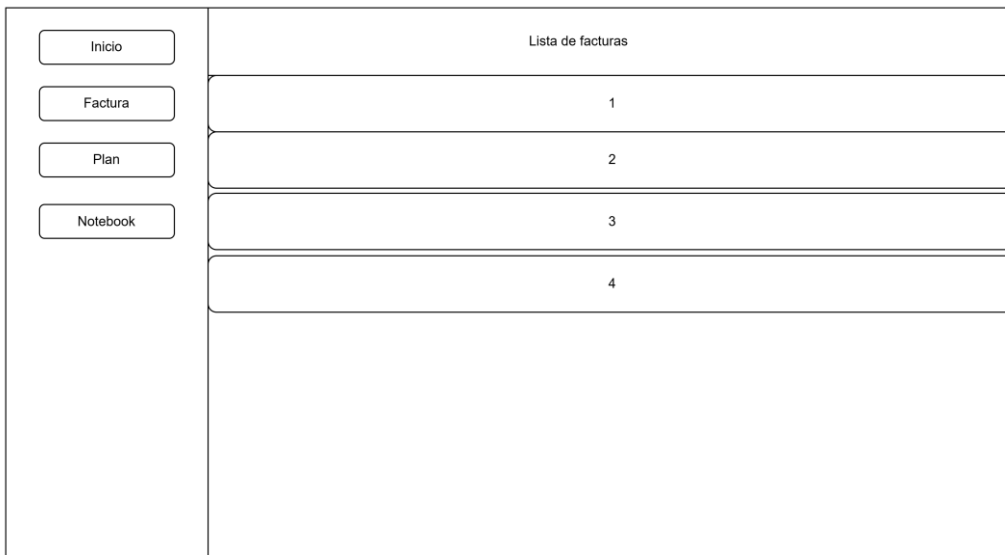 Inicio
Factura
Plan
Notebook
Lista de facturas
1
2
3
4